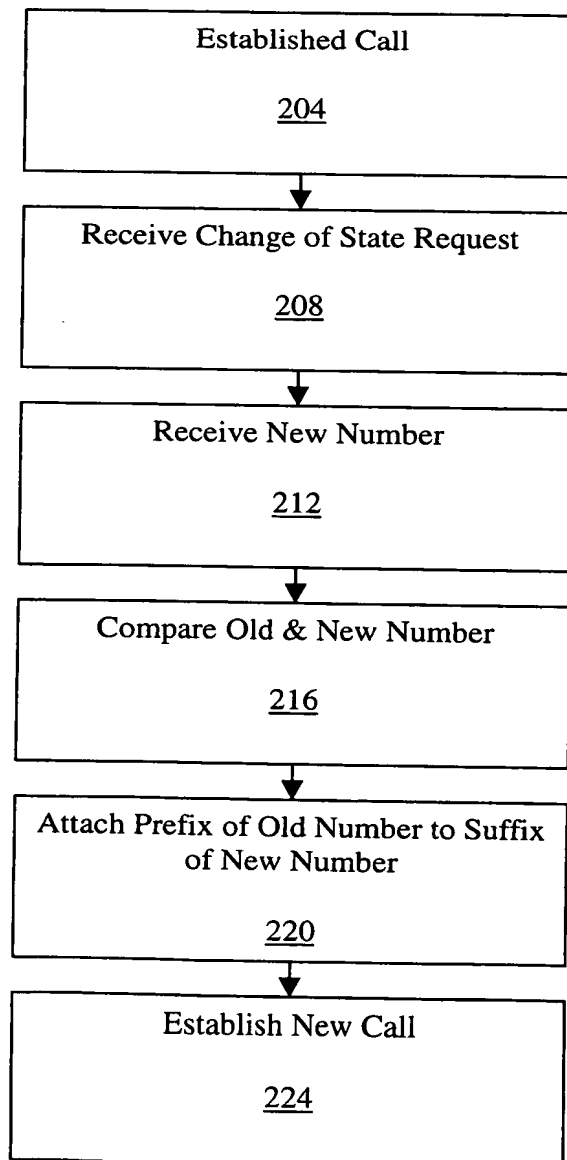 Established Call
204
Receive Change of State Request
208
Receive New Number
212
Compare Old & New Number
216
Attach Prefix of Old Number to Suffix
of New Number
220
Establish New Call
224